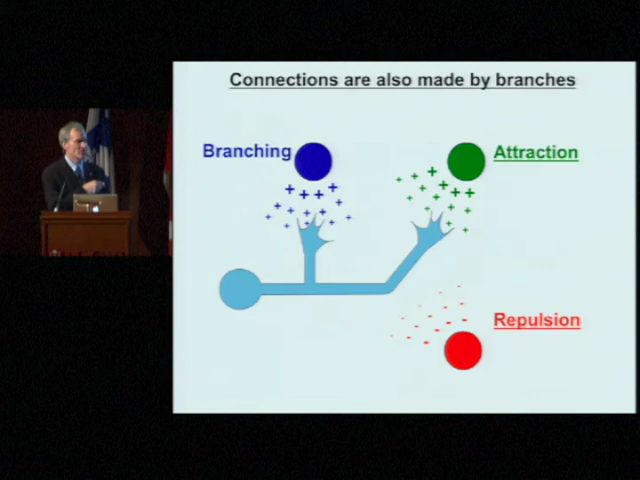 Connections are also made by branches
Branching
Attraction
Repulsion